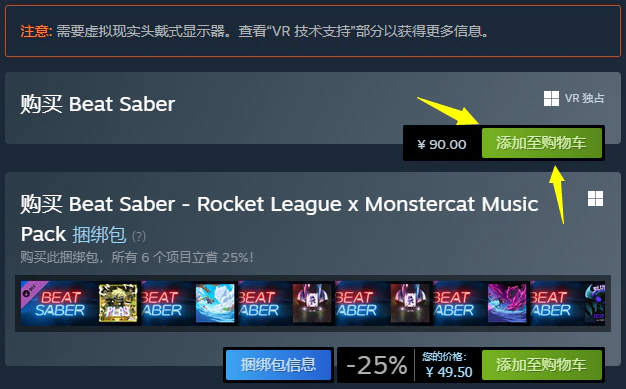 注意: 需要虚拟现实头戴式显示器。查看“VR 技术支持”部分以获得更多信息。
购买 Beat Saber
VR 独占
¥ 90.00
添加至购物车
购买 Beat Saber - Rocket League x Monstercat Music
Pack 捆绑包 (?)
购买此捆绑包，所有 6 个项目立省 25%！
BEAT SABER
PLAY
BEAT SABER
BEAT SABER
BEAT SABER
BEAT SABER
BEAT SABER
捆绑包信息
-25%
您的价格：
¥ 49.50
添加至购物车